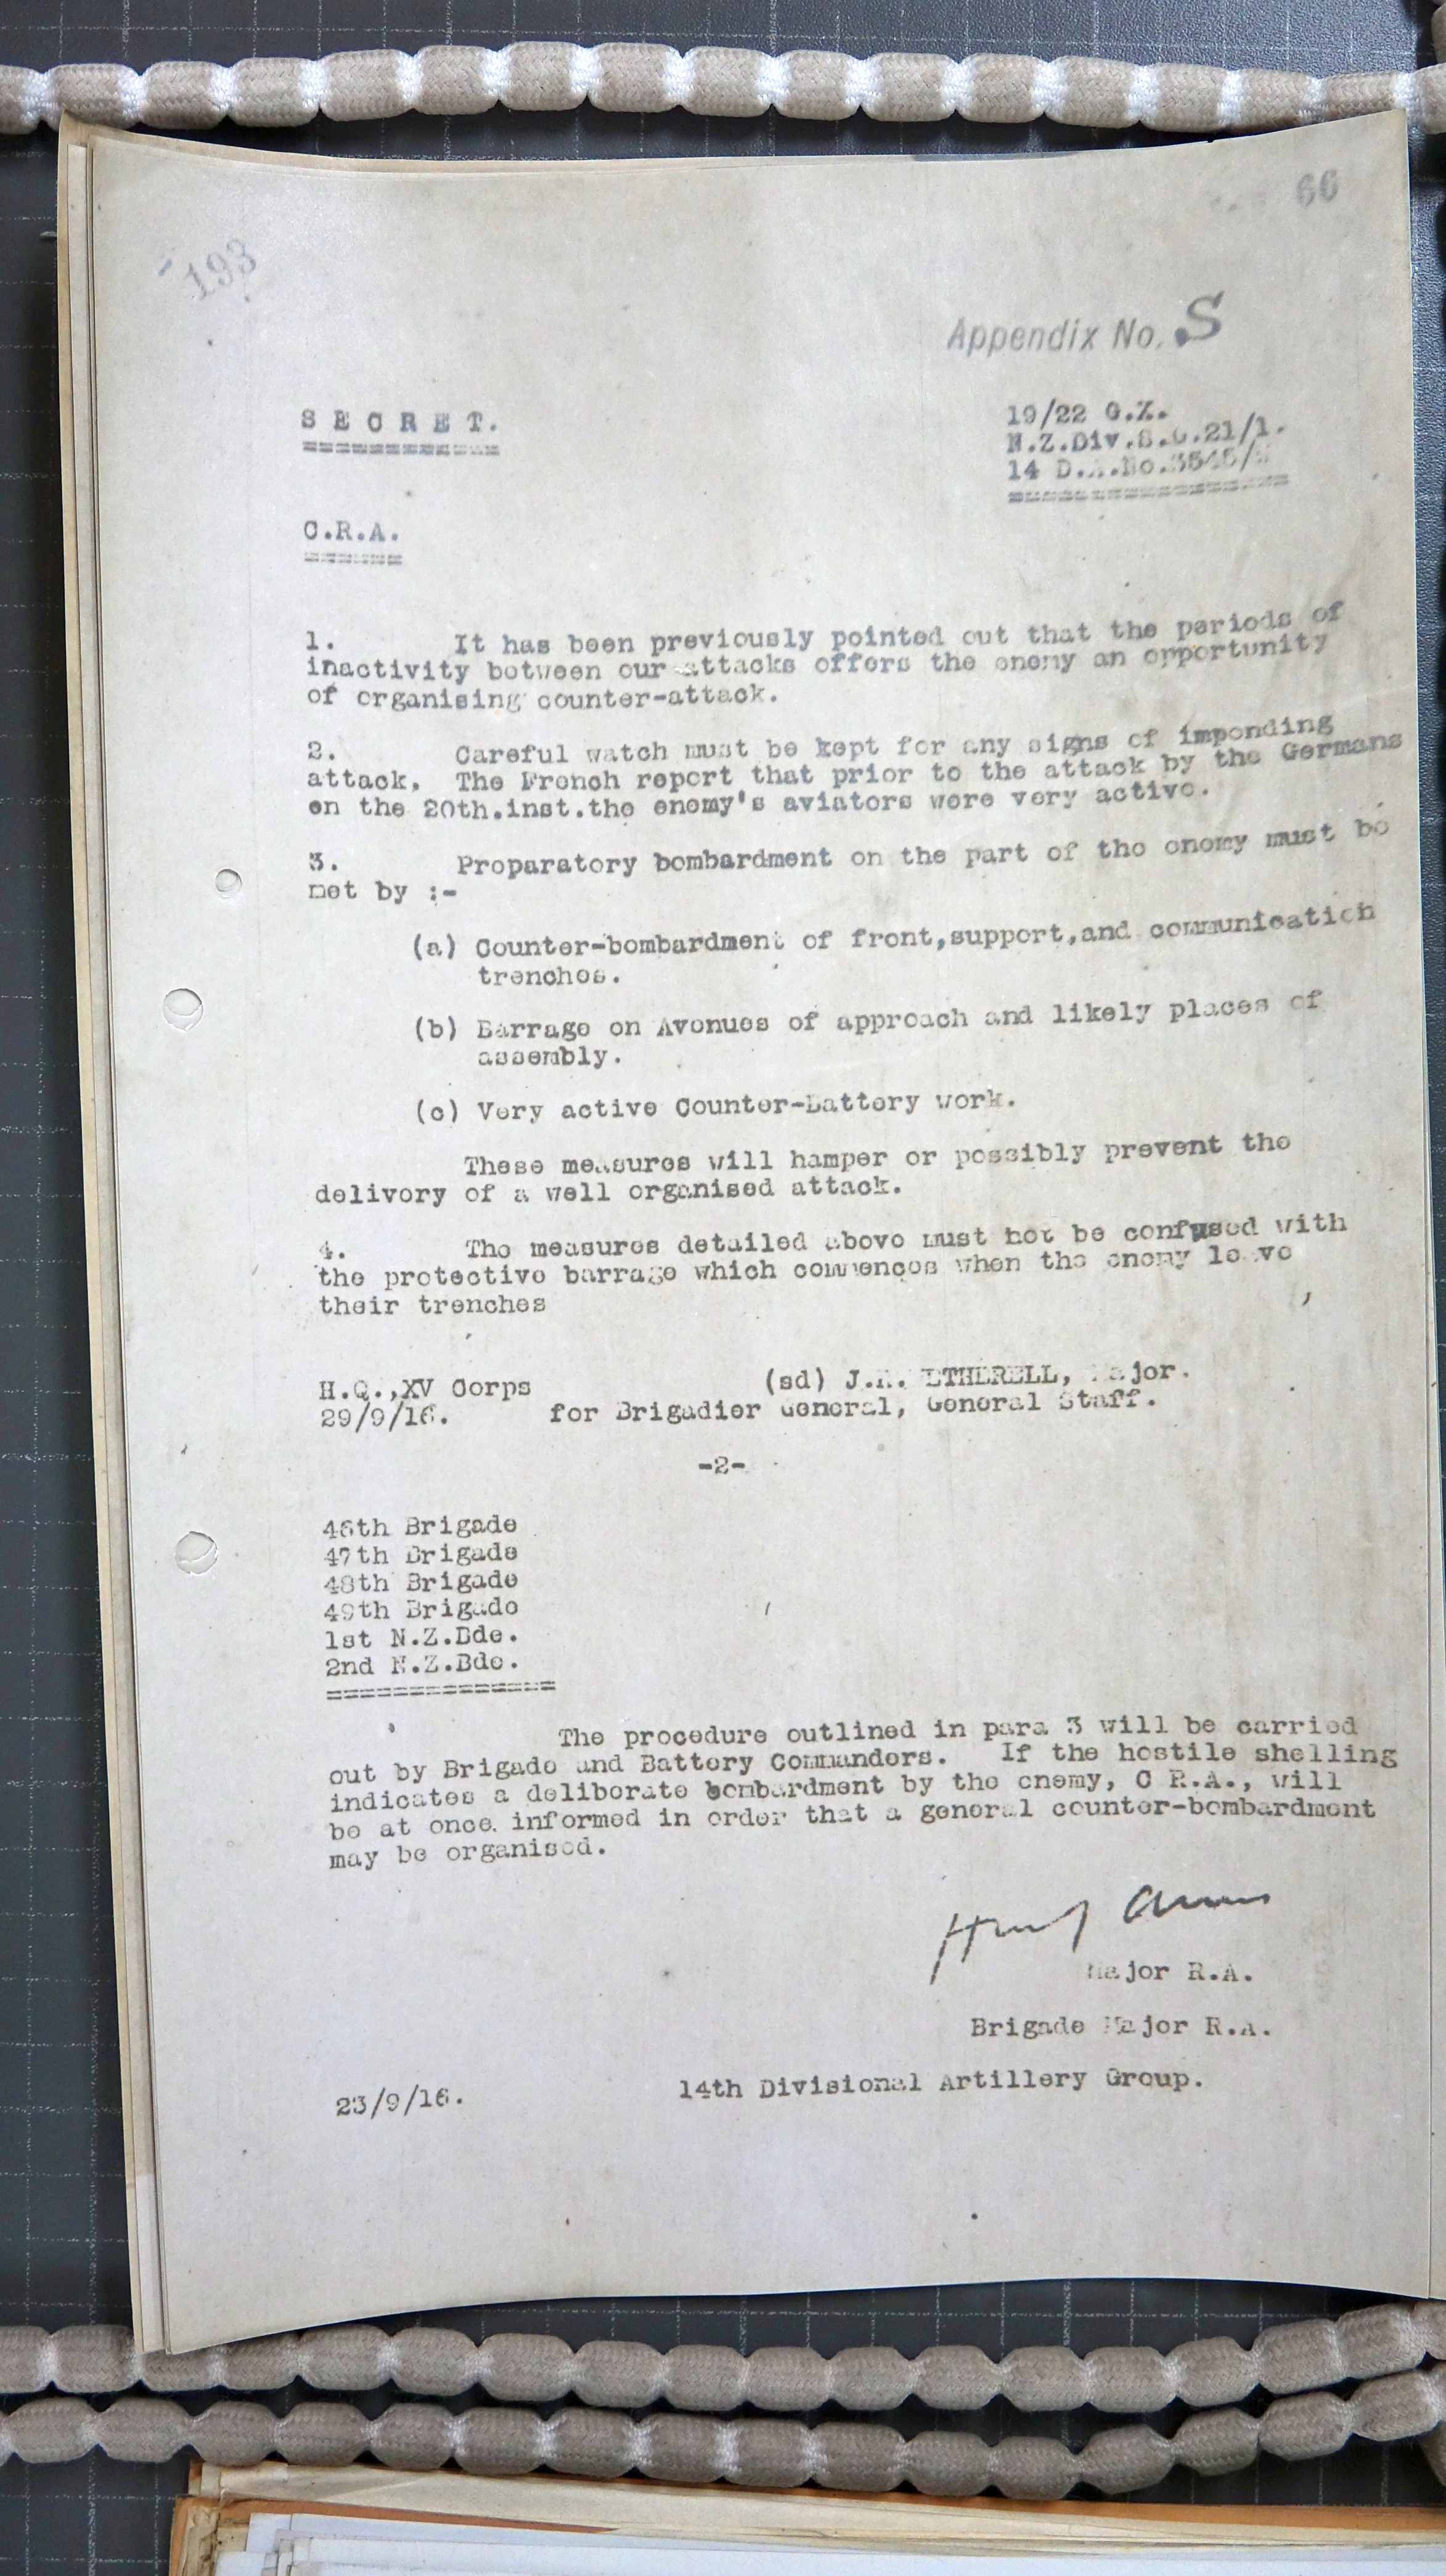 66
193
Appendix No. S
S E C R E T.
19/22 G.X.
N.Z.Div.S.G.21/1.
14 D.A.No.3545/
C.R.A.
1. It has been previously pointed out that the periods of
inactivity between our attacks offers the enemy an opportunity
of organising counter-attack.
2. Careful watch must be kept for any signs of impending
attack, The French report that prior to the attack by the Germans
on the 20th.inst.the enemy's aviators were very active.
3. Preparatory bombardment on the part of the enemy must be
met by :-
(a) Counter-bombardment of front,support,and communication
trenches.
(b) Barrage on Avenues of approach and likely places of
assembly.
(c) Very active Counter-Battery work.
These measures will hamper or possibly prevent the
delivery of a well organised attack.
4. The measures detailed above must not be confused with
the protective barrage which commences when the enemy leave
their trenches
H.Q.,XV Corps (sd) ETHERELL, Major.
29/9/16. for Brigadier General, General Staff.
-2-
46th Brigade
47th Brigade
48th Brigade
49th Brigade
1st N.Z.Bde.
2nd N.Z.Bde.
The procedure outlined in para 3 will be carried
out by Brigade and Battery Commanders. If the hostile shelling
indicates a deliberate bombardment by the enemy, C R.A., will
be at once informed in order that a general counter-bombardment
may be organised.
Major R.A.
Brigade Major R.A.
23/9/16. 14th Divisional Artillery Group.